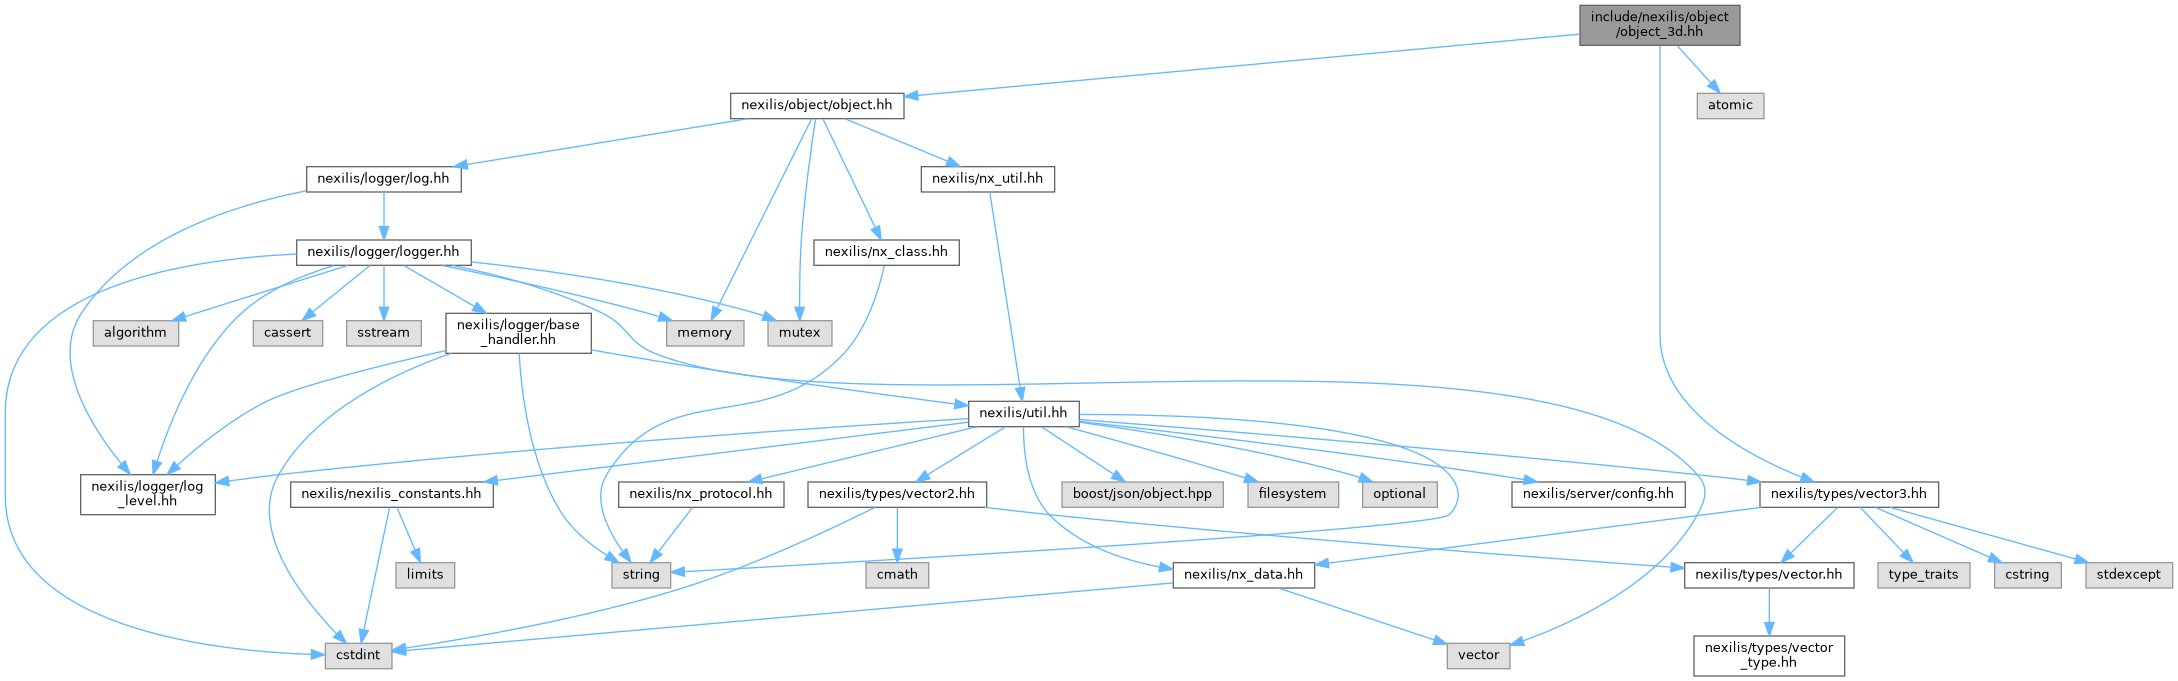 include/nexilis/object
/object_3d.hh
nexilis/object/object.hh
atomic
nexilis/logger/log.hh
nexilis/nx_util.hh
nexilis/logger/logger.hh
nexilis/nx_class.hh
algorithm
cassert
sstream
nexilis/logger/base
_handler.hh
memory
mutex
nexilis/util.hh
nexilis/logger/log
_level.hh
nexilis/nexilis_constants.hh
nexilis/nx_protocol.hh
nexilis/types/vector2.hh
boost/json/object.hpp
filesystem
optional
nexilis/server/config.hh
nexilis/types/vector3.hh
limits
string
cmath
nexilis/nx_data.hh
nexilis/types/vector.hh
type_traits
cstring
stdexcept
cstdint
vector
nexilis/types/vector
_type.hh